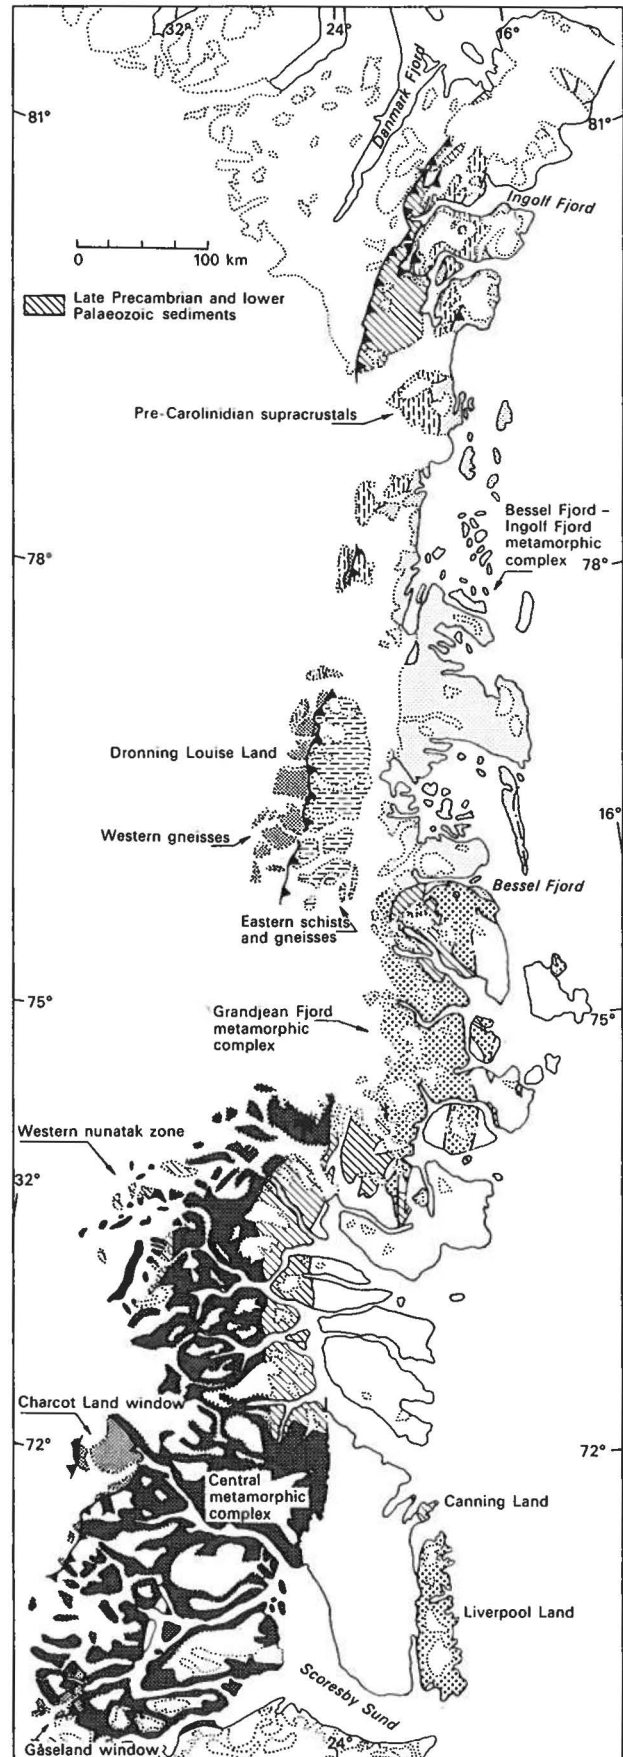 32°
24°
16°
Danmark Fjord
81°
81°
Ingolf Fjord
0
100 km
Late Precambrian and lower
Palaeozoic sediments
Pre-Carolinidian supracrustals
Bessel Fjord –
Ingolf Fjord
metamorphic
complex
78°
78°
Dronning Louise Land
16°
Western gneisses
Bessel Fjord
Eastern schists
and gneisses
75°
Grandjean Fjord
metamorphic
complex
75°
Western nunatak zone
32°
Charcot Land window
72°
72°
Central
metamorphic
complex
Canning Land
Liverpool Land
Scoresby Sund
24°
Gåseland window